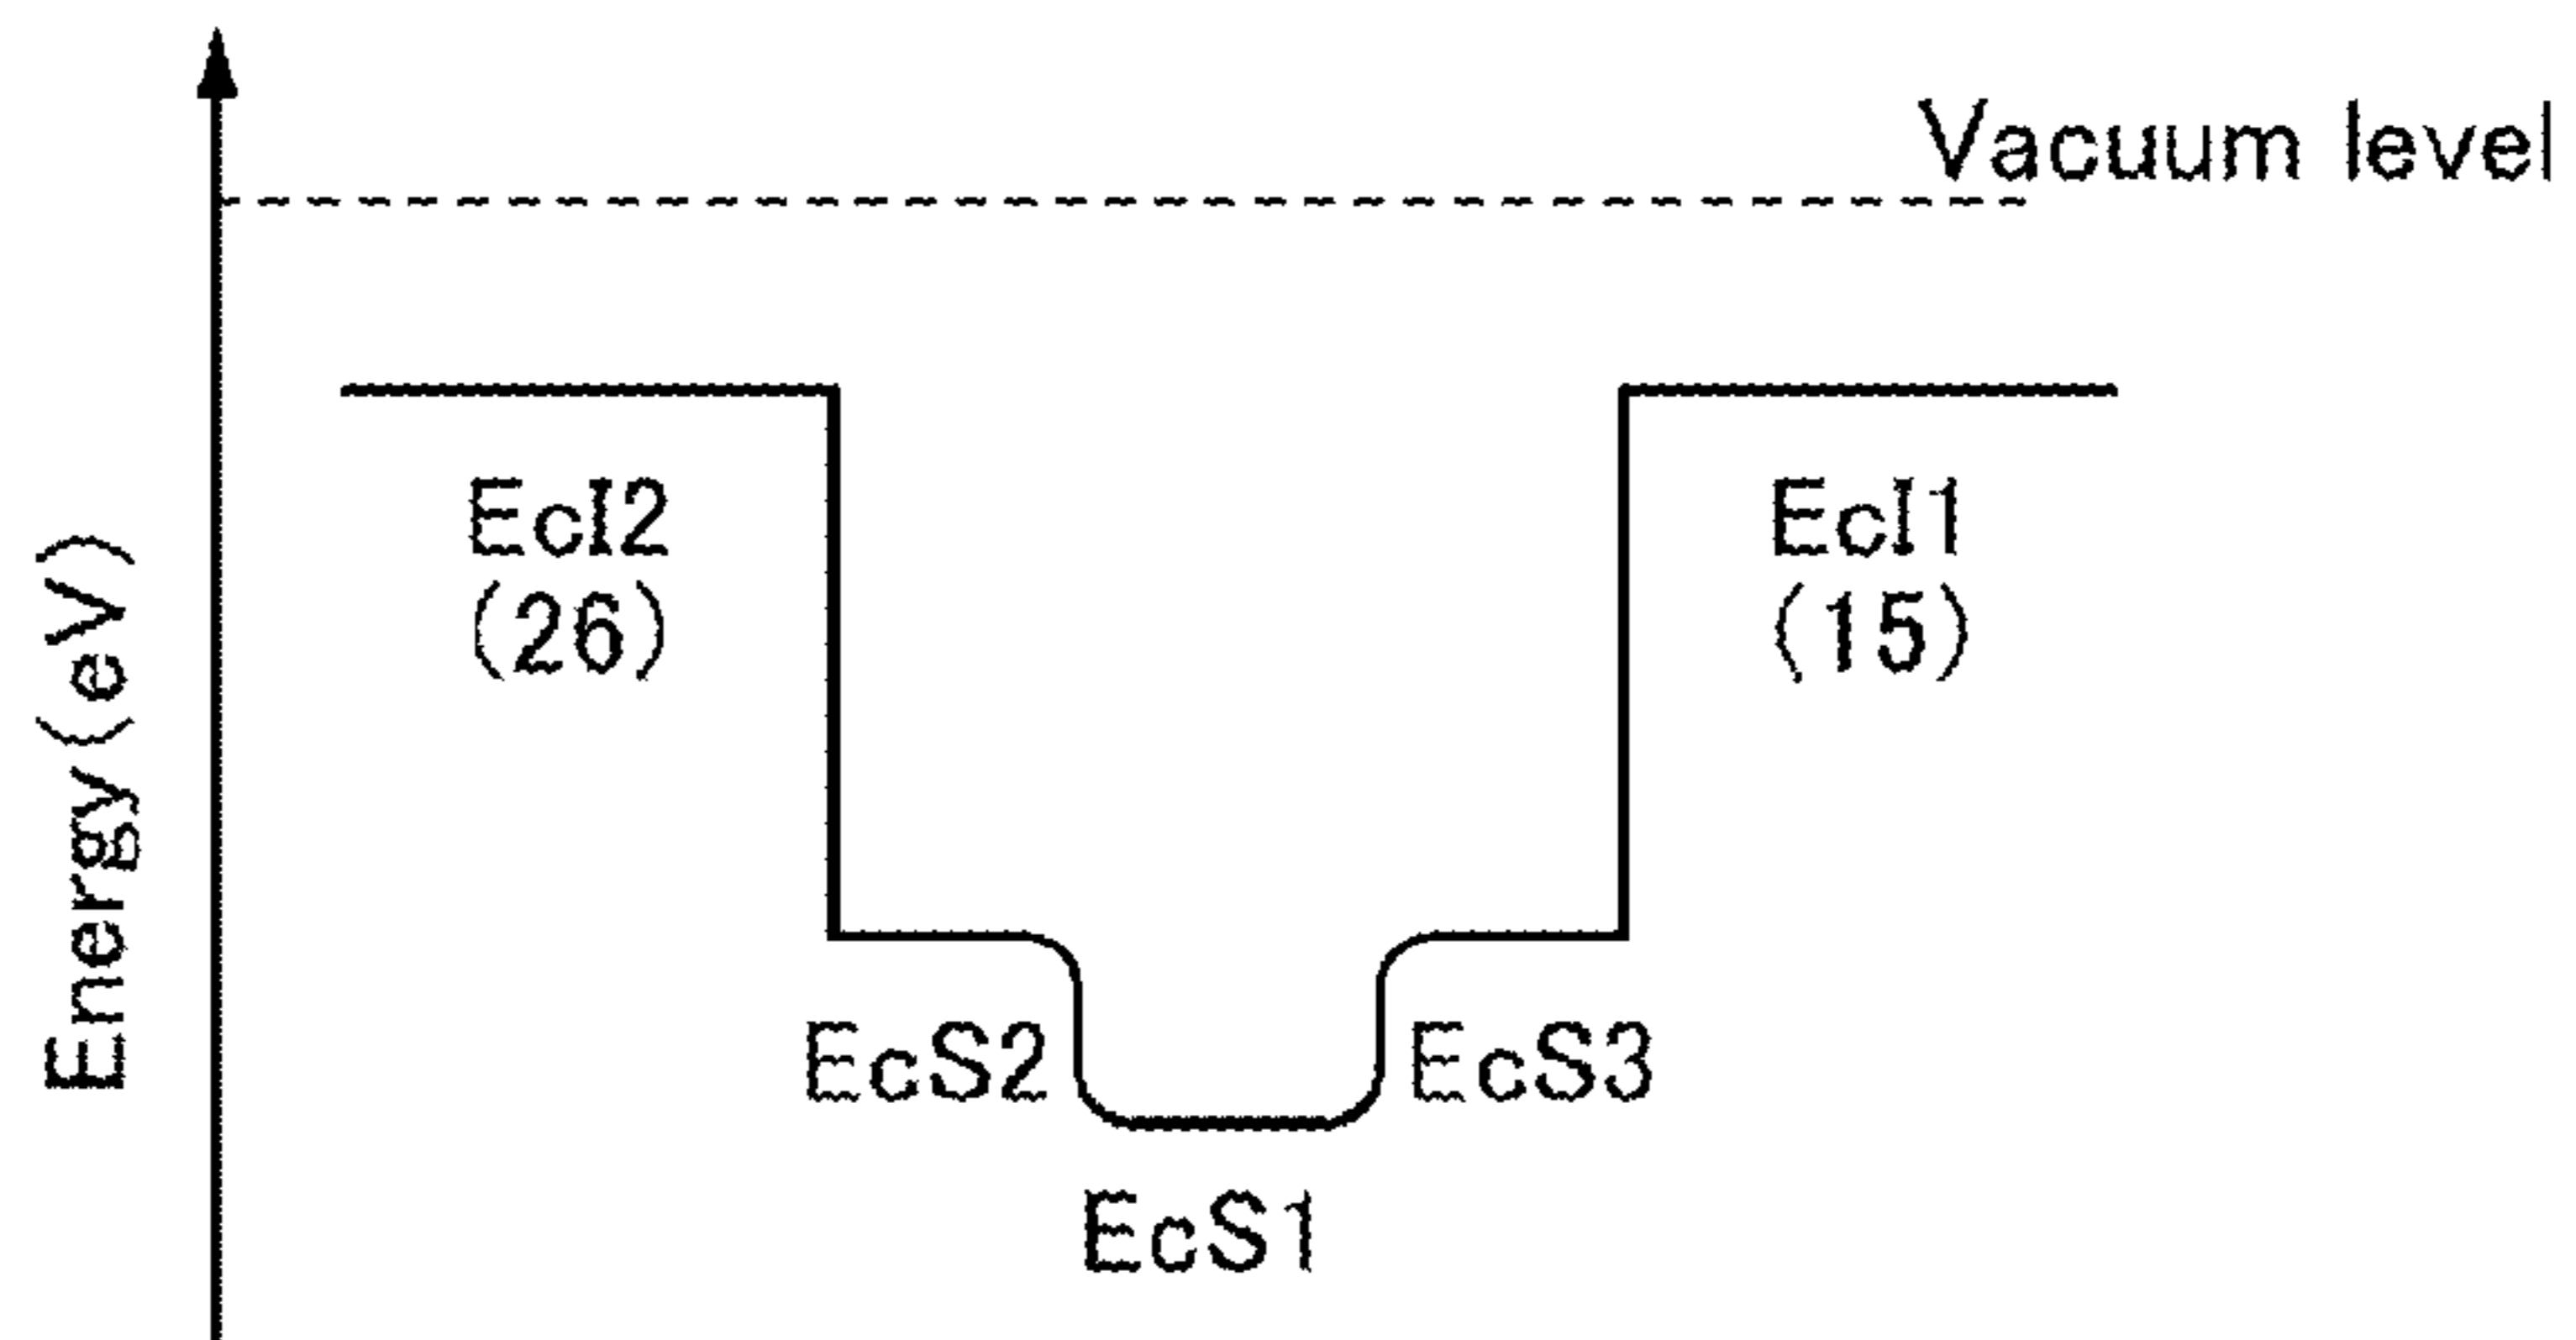 Vacuum level
Energy(eV)
EcI2
(26)
EcI1
(15)
EcS2
EcS3
EcS1